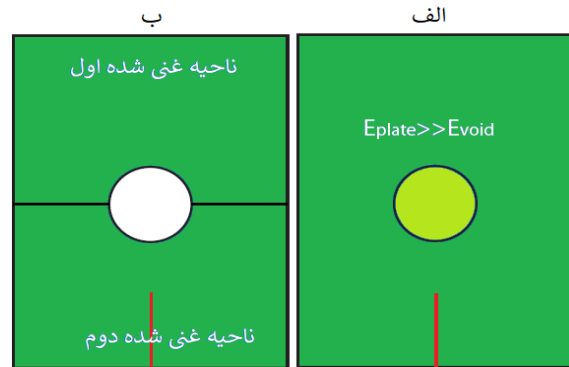 الف
ب
Eplate>>Evoid
ناحیه غنی شده اول
ناحیه غنی شده دوم